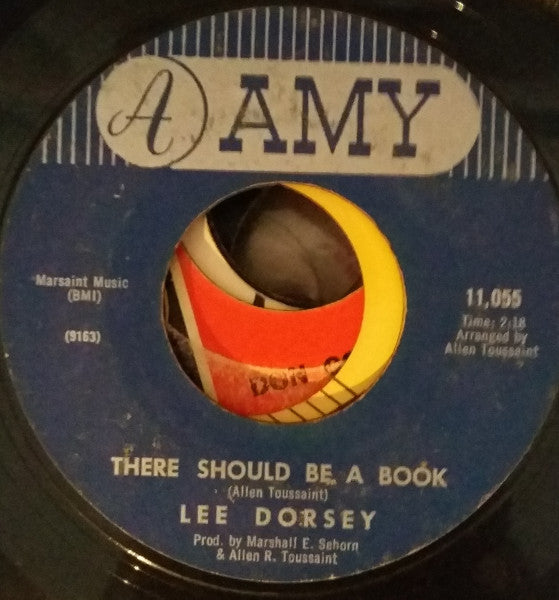 A AMY
Marsaint Music
(BMI)
(9163)
11,055
Time: 2:18
Arranged by
Allen Toussaint
DON
THERE SHOULD BE A BOOK
(Allen Toussaint)
LEE DORSEY
Prod. by Marshall E. Sehorn
& Allen R. Toussaint